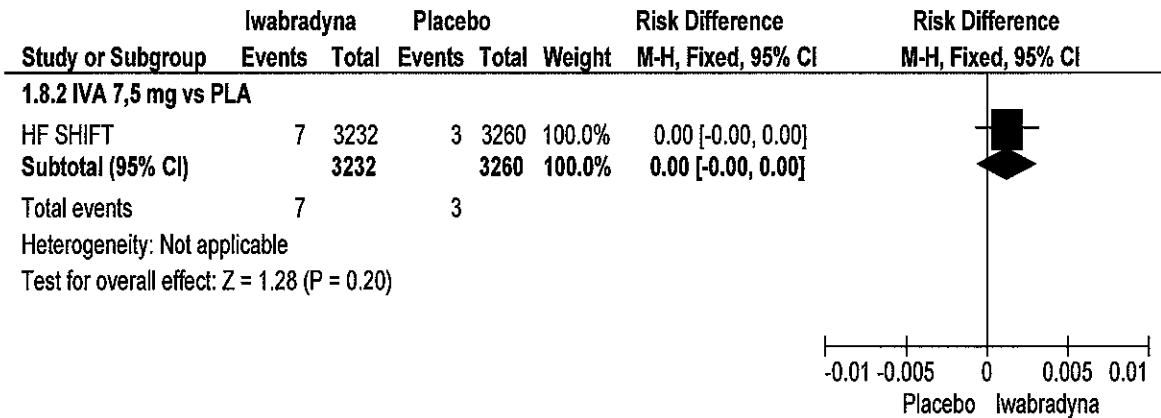 Iwabradyna Placebo Risk Difference Risk Difference
Study or Subgroup Events Total Events Total Weight M-H, Fixed, 95% CI M-H, Fixed, 95% CI
1.8.2 IVA 7,5 mg vs PLA
HF SHIFT 7 3232 3 3260 100.0% 0.00 [-0.00, 0.00]
Subtotal (95% CI) 3232 3260 100.0% 0.00 [-0.00, 0.00]
Total events 7 3
Heterogeneity: Not applicable
Test for overall effect: Z = 1.28 (P = 0.20)
-0.01 -0.005 0 0.005 0.01
Placebo Iwabradyna